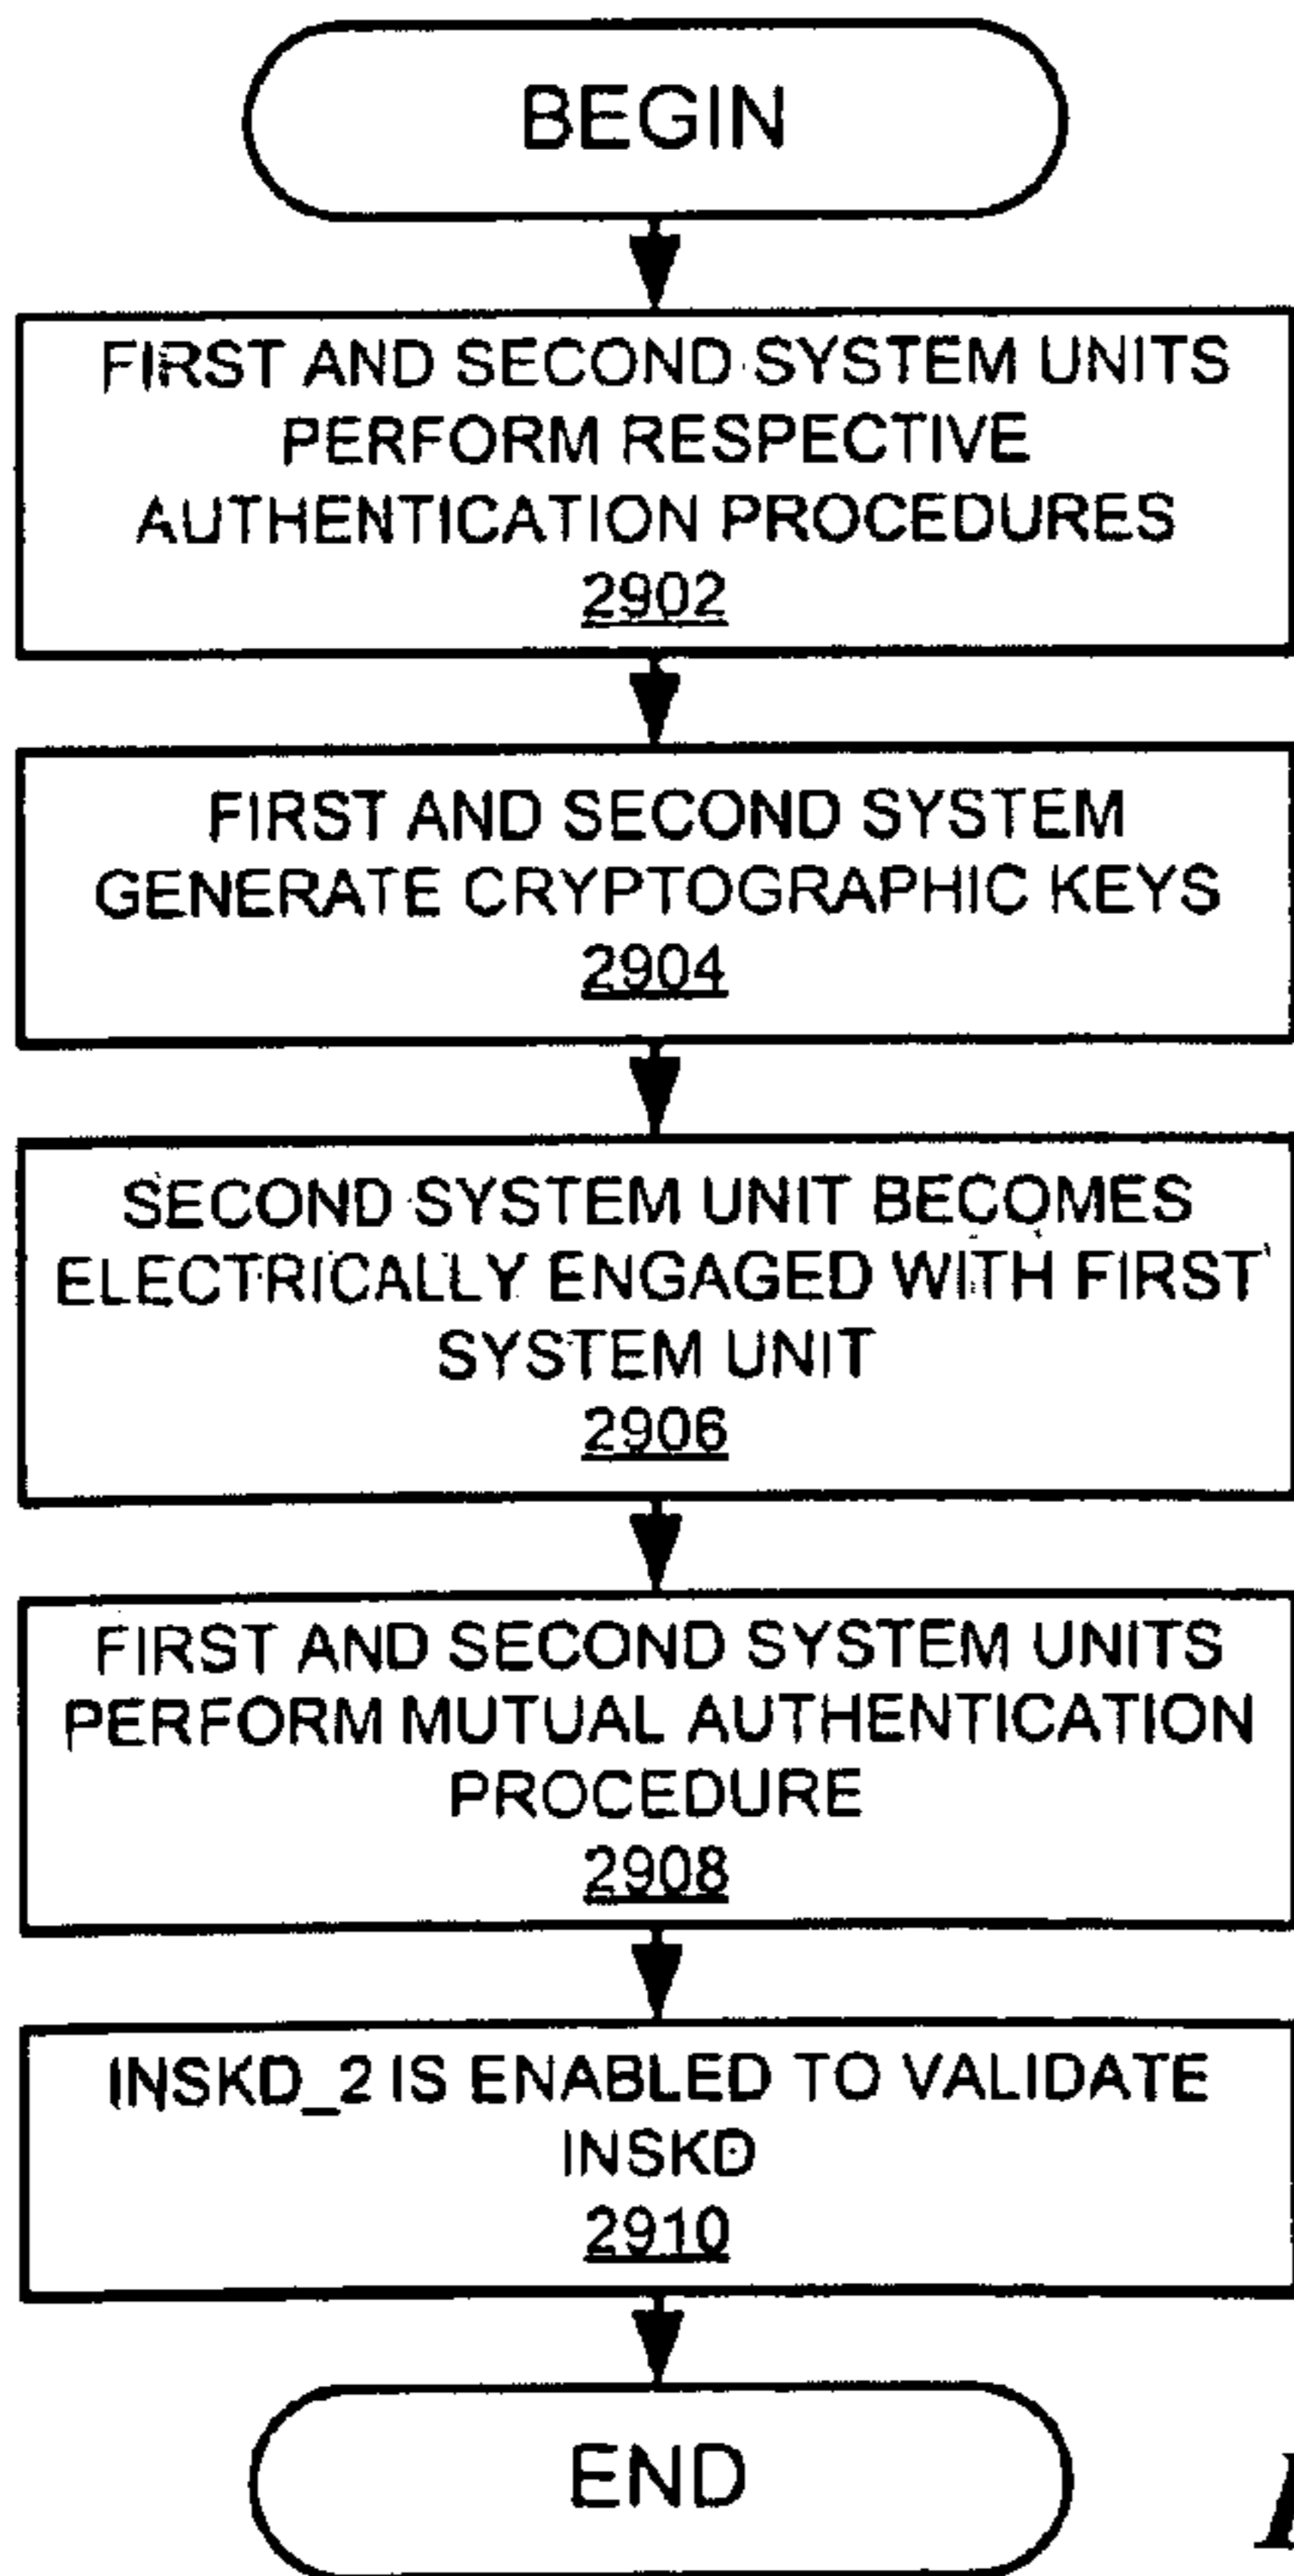 BEGIN
FIRST AND SECOND SYSTEM UNITS
PERFORM RESPECTIVE
AUTHENTICATION PROCEDURES
2902
FIRST AND SECOND SYSTEM
GENERATE CRYPTOGRAPHIC KEYS
2904
SECOND SYSTEM UNIT BECOMES
ELECTRICALLY ENGAGED WITH FIRST
SYSTEM UNIT
2906
FIRST AND SECOND SYSTEM UNITS
PERFORM MUTUAL AUTHENTICATION
PROCEDURE
2908
INSKD_2 IS ENABLED TO VALIDATE
INSKD
2910
END